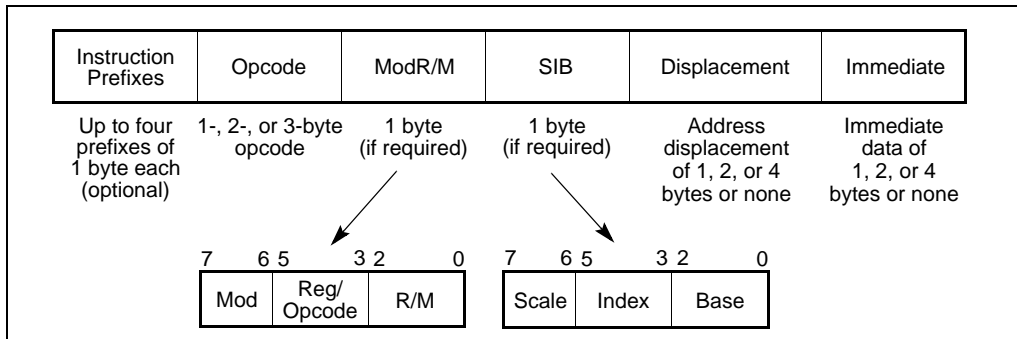 Instruction Prefixes
Opcode
ModR/M
SIB
Displacement
Immediate
Up to four
prefixes of
1 byte each
(optional)
1-, 2-, or 3-byte
opcode
1 byte
(if required)
1 byte
(if required)
Address
displacement
of 1, 2, or 4
bytes or none
Immediate
data of
1, 2, or 4
bytes or none
7 6 5 3 2 0
Mod
Reg/
Opcode
R/M
7 6 5 3 2 0
Scale
Index
Base